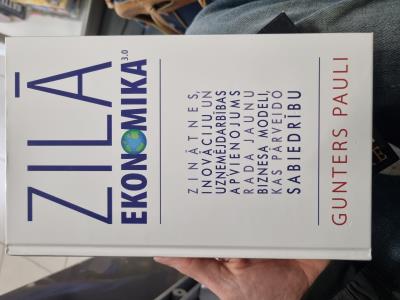 ZILĀ
EKONOMIKA 3.0
ZINĀTNES,
INOVĀCIJU UN
UZŅĒMĒJDARBĪBAS
APVIENOJUMS
RADA JAUNU
BIZNESA MODELI,
KAS PĀRVEIDO
SABIEDRĪBU
GUNTERS PAULI